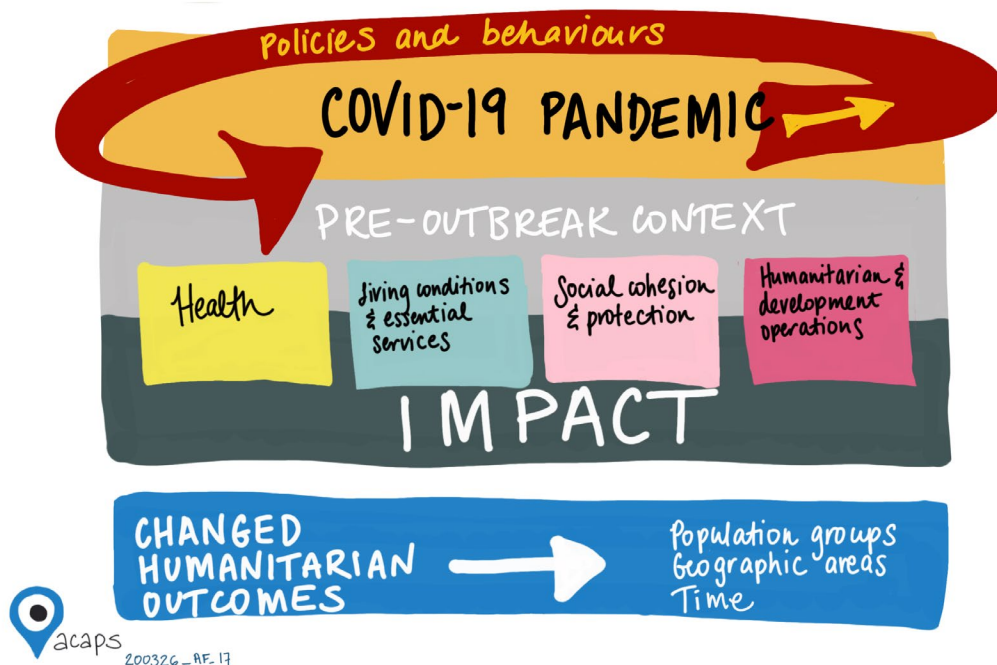 policies and behaviours
COVID-19 PANDEMIC
PRE-OUTBREAK CONTEXT
Health
Living conditions
& essential
services
Social cohesion
& protection
Humanitarian &
development
operations
IMPACT
CHANGED
HUMANITARIAN
OUTCOMES
Population groups
Geographic areas
Time
acaps
200326_AF_17